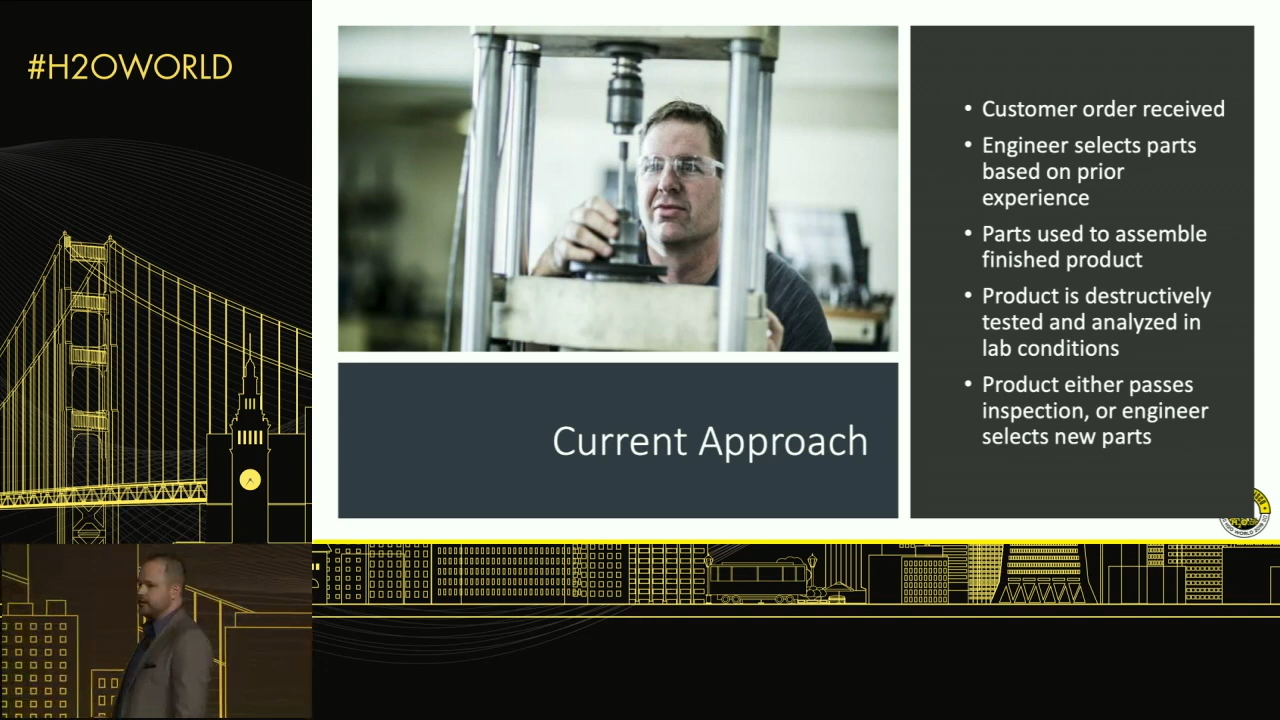 #H2OWORLD
Current Approach
• Customer order received
• Engineer selects parts
based on prior
experience
• Parts used to assemble
finished product
• Product is destructively
tested and analyzed in
lab conditions
• Product either passes
inspection, or engineer
selects new parts